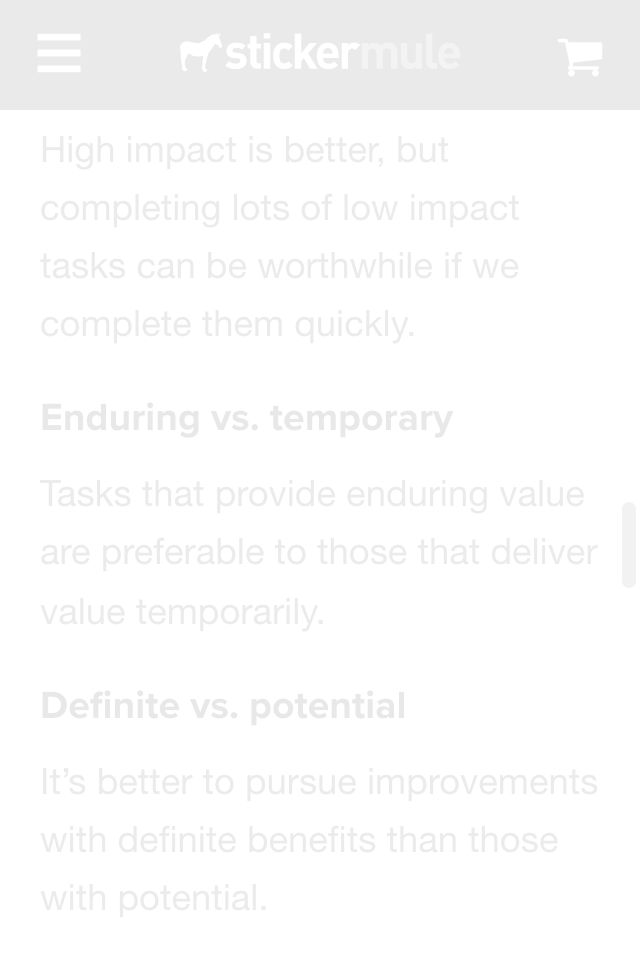 stickermule
High impact is better, but
completing lots of low impact
tasks can be worthwhile if we
complete them quickly.
Enduring vs. temporary
Tasks that provide enduring value
are preferable to those that deliver
value temporarily.
Definite vs. potential
It’s better to pursue improvements
with definite benefits than those
with potential.